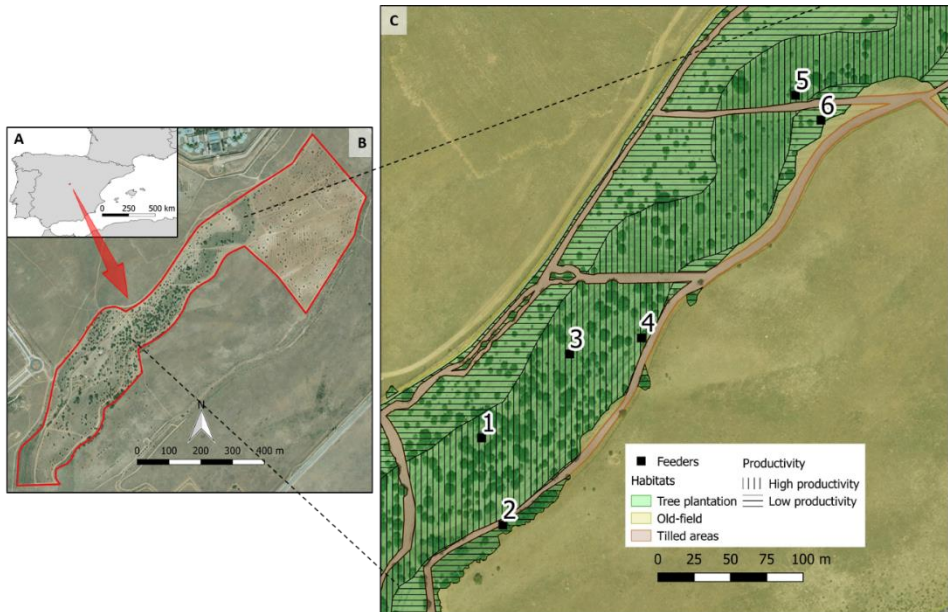 A
0 250 500 km
B
N
0 100 200 300 400 m
C
5
6
4
3
1
2
Feeders
Habitats
Tree plantation
Old-field
Tilled areas
Productivity
High productivity
Low productivity
0 25 50 75 100 m